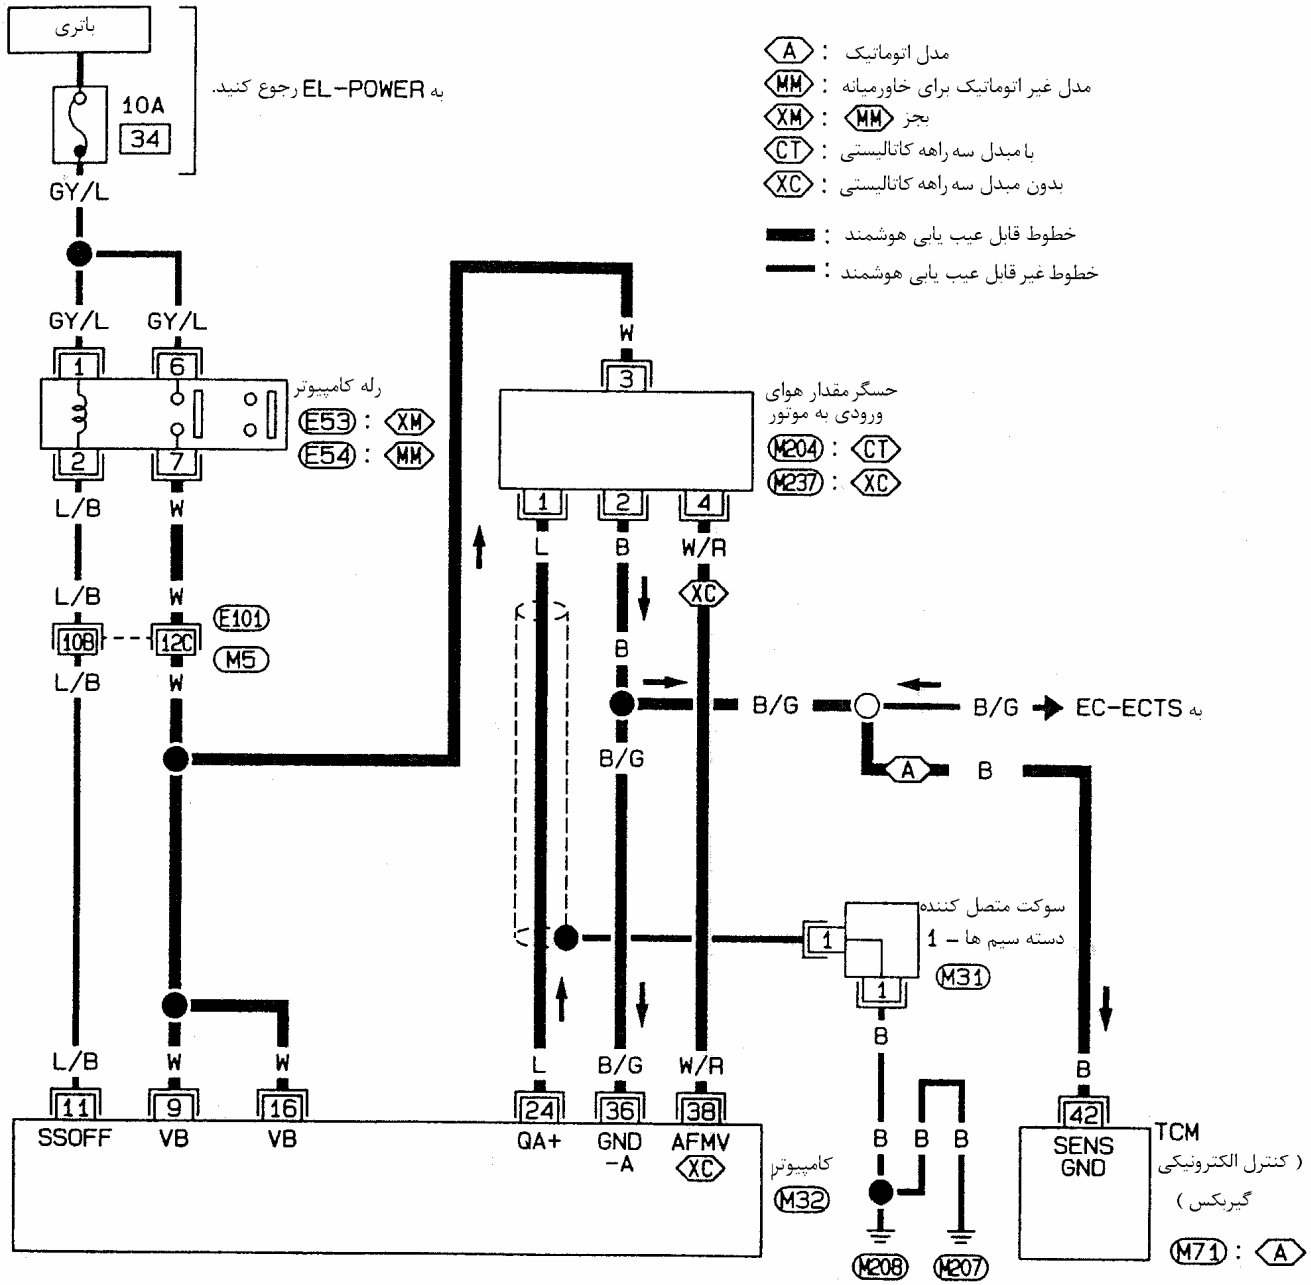 باتری
10A
34
به EL-POWER رجوع کنید.
A : مدل اتوماتیک
MM : مدل غیر اتوماتیک برای خاورمیانه
XM : بجز MM
CT : با مبدل سه راهه کاتالیستی
XC : بدون مبدل سه راهه کاتالیستی
: خطوط قابل عیب یابی هوشمند
: خطوط غیر قابل عیب یابی هوشمند
GY/L
GY/L GY/L
W
1 6
3
رله کامپیوتر
E53 : XM
E54 : MM
2 7
حسگر مقدار هوای
ورودی به موتور
M204 : CT
M237 : XC
1 2 4
L/B W
L B W/R
XC
L/B W
E101
10B 12C
M5
L/B W
B
B/G B/G به EC-ECTS
B/G
A B
سوکت متصل کننده
دسته سیم ها - 1
1
M31
1
B
L/B W W L B/G W/R B
11 9 16 24 36 38 42
SSOFF VB VB QA+ GND
-A AFMV
XC
کامپیوتر
M32
B B B
M208 M207
SENS
GND
TCM
( کنترل الکترونیکی
گیربکس )
M71 : A